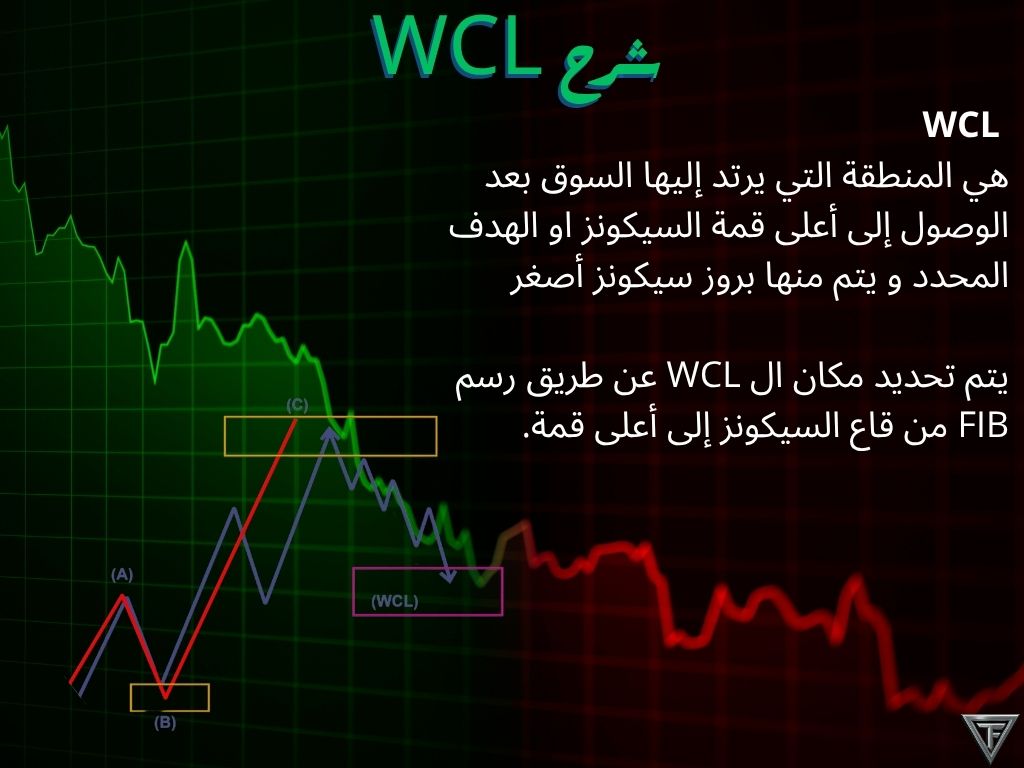 شرح WCL
WCL
هي المنطقة التي يرتد إليها السوق بعد
الوصول إلى أعلى قمة السيكونز او الهدف
المحدد و يتم منها بروز سيكونز أصغر
يتم تحديد مكان ال WCL عن طريق رسم
FIB من قاع السيكونز إلى أعلى قمة.
(C)
(A)
(WCL)
(B)